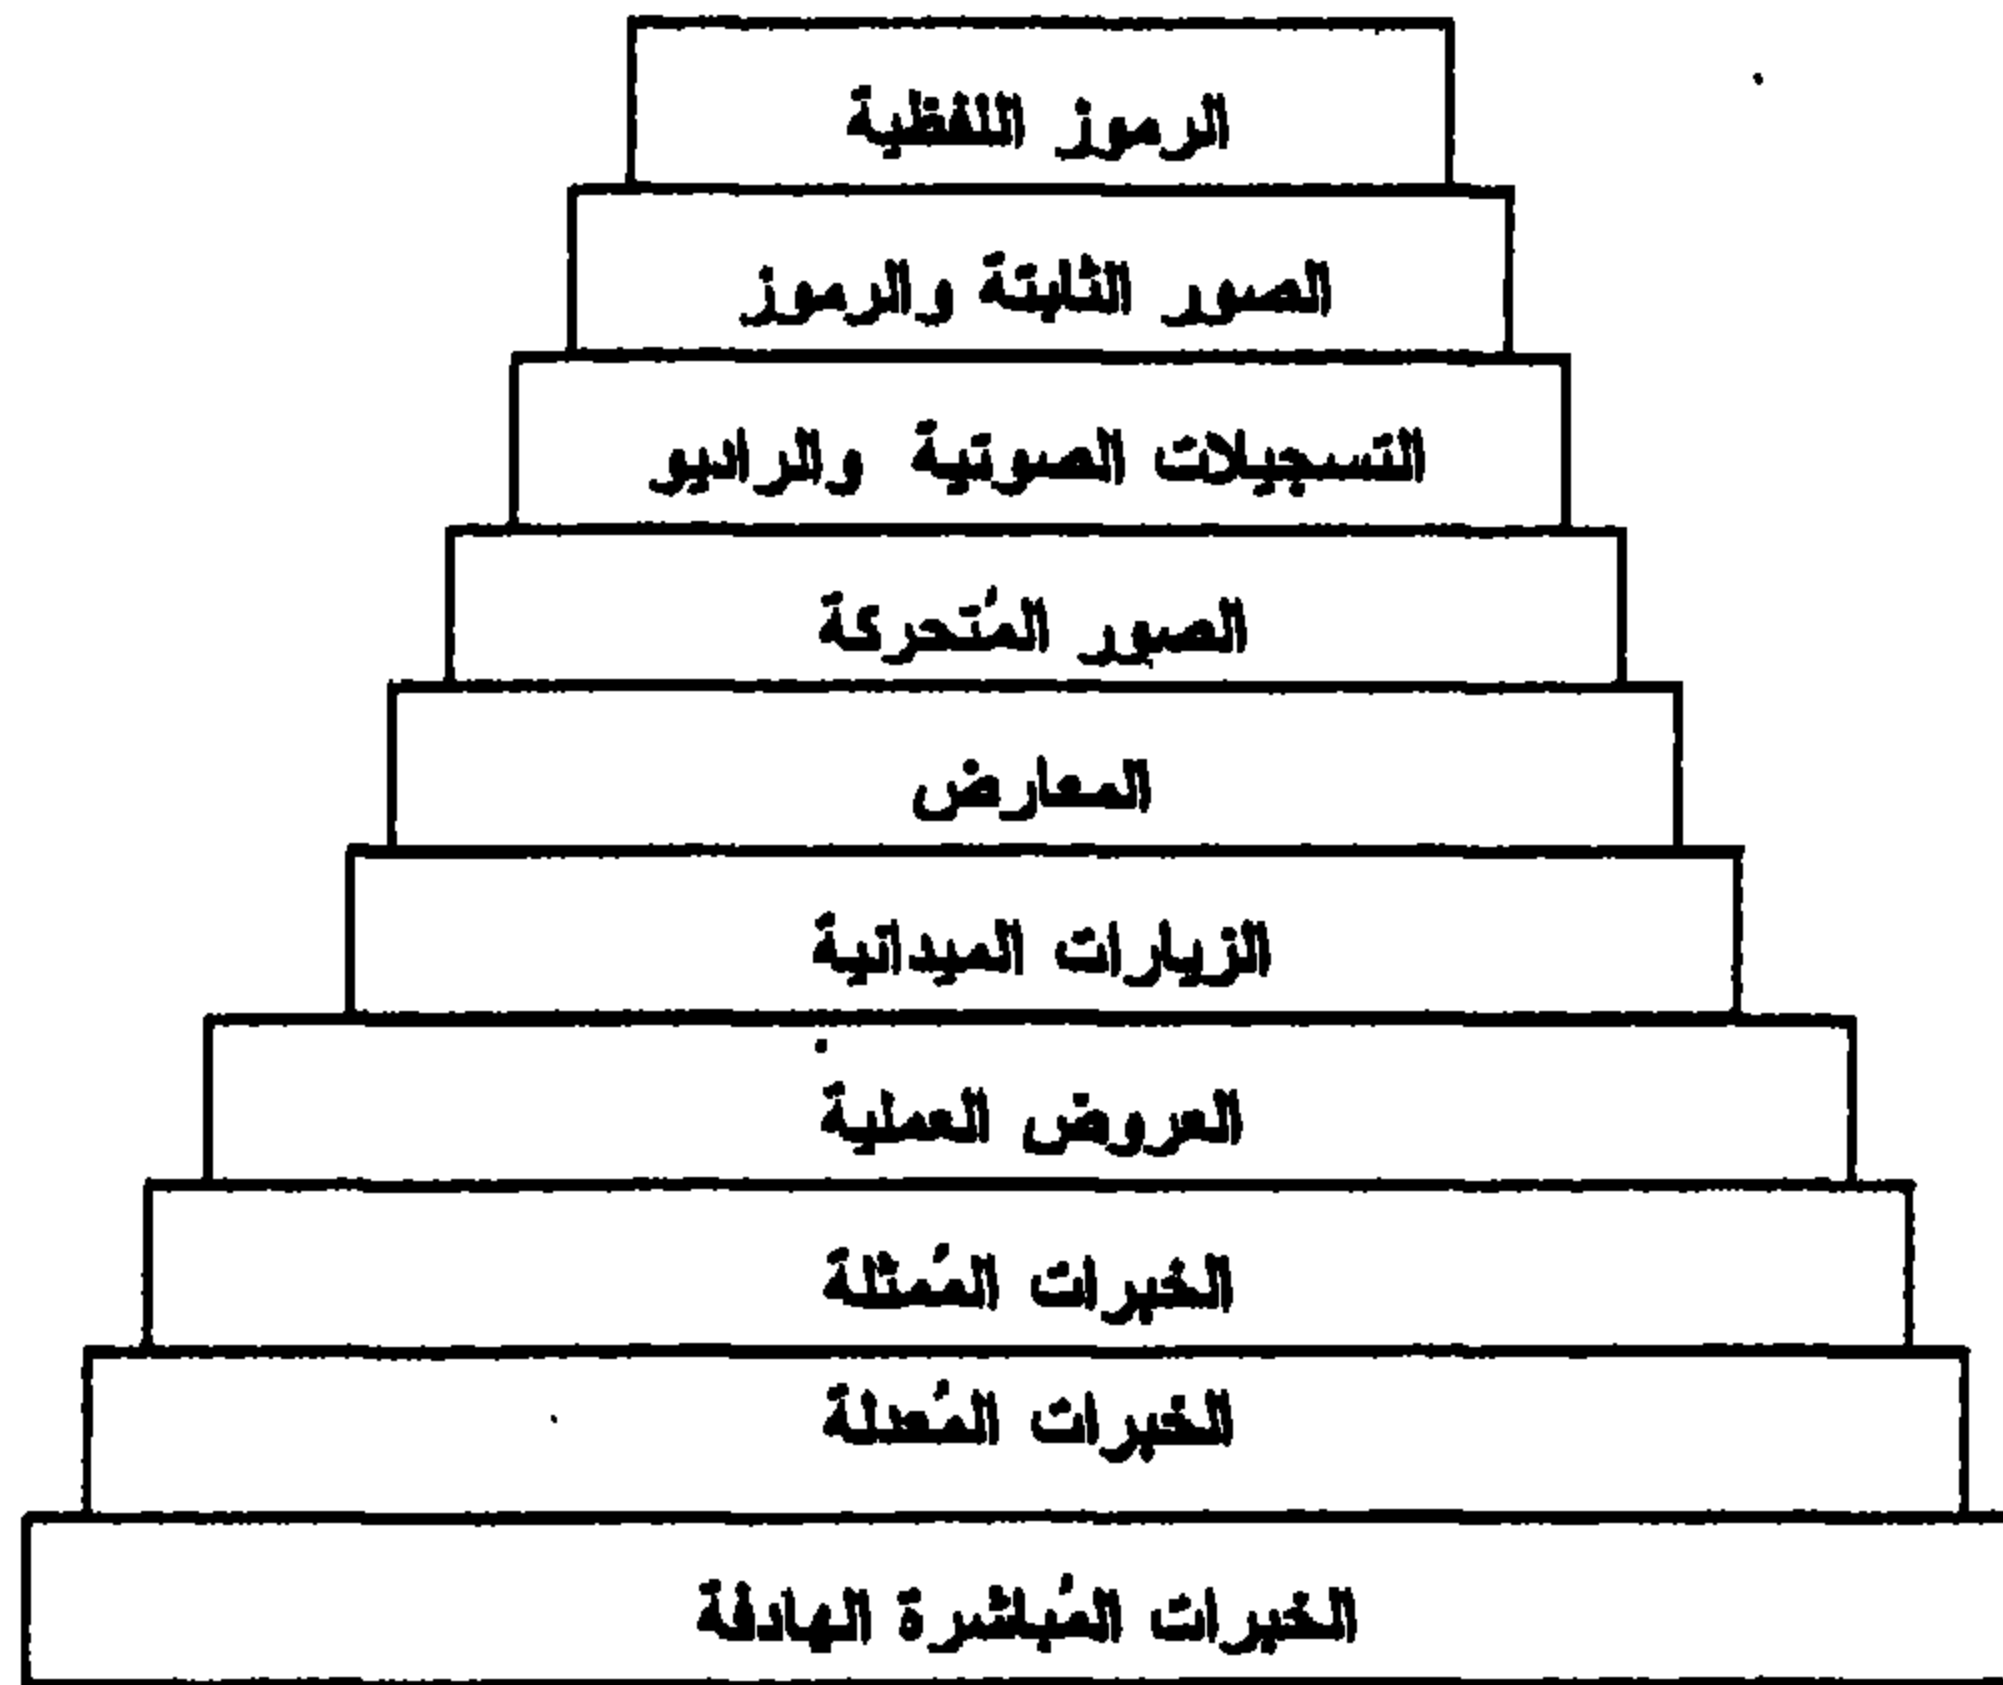 الرموز اللفظية
الصور الثابتة والرموز
التسجيلات الصوتية والراديو
الصور المُتحركة
المعارض
الزيارات الميدانية
العروض العملية
الخبرات المُمثلة
الخبرات المُعدلة
الخبرات المُباشرة الهادفة